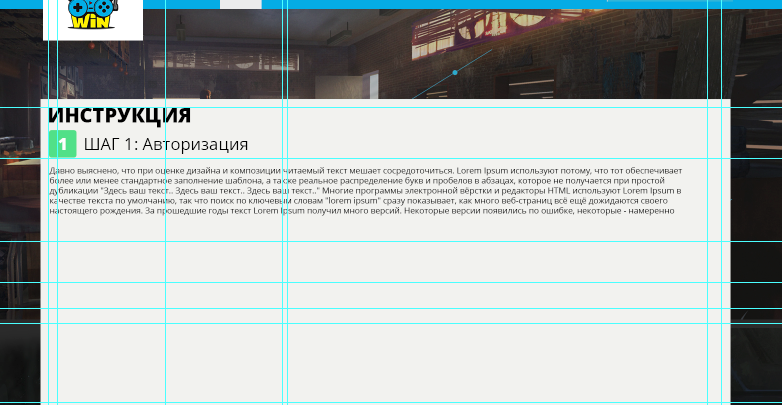 WiN
ИНСТРУКЦИЯ
1 ШАГ 1: Авторизация
Давно выяснено, что при оценке дизайна и композиции читаемый текст мешает сосредоточиться. Lorem Ipsum используют потому, что тот обеспечивает
более или менее стандартное заполнение шаблона, а также реальное распределение букв и пробелов в абзацах, которое не получается при простой
дубликации "Здесь ваш текст.. Здесь ваш текст.. Здесь ваш текст.." Многие программы электронной вёрстки и редакторы HTML используют Lorem Ipsum в
качестве текста по умолчанию, так что поиск по ключевым словам "lorem ipsum" сразу показывает, как много веб-страниц всё ещё дожидаются своего
настоящего рождения. За прошедшие годы текст Lorem Ipsum получил много версий. Некоторые версии появились по ошибке, некоторые - намеренно